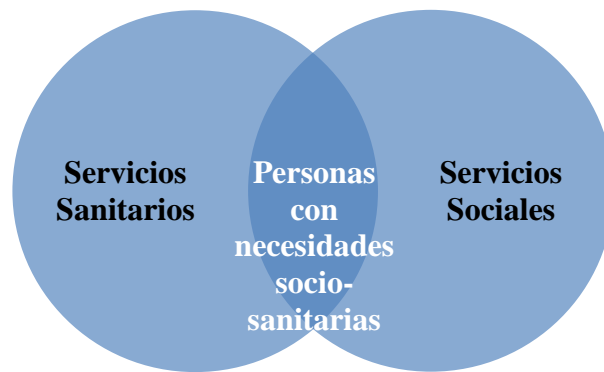 Servicios
Sanitarios
Personas
con
necesidades
socio-
sanitarias
Servicios
Sociales